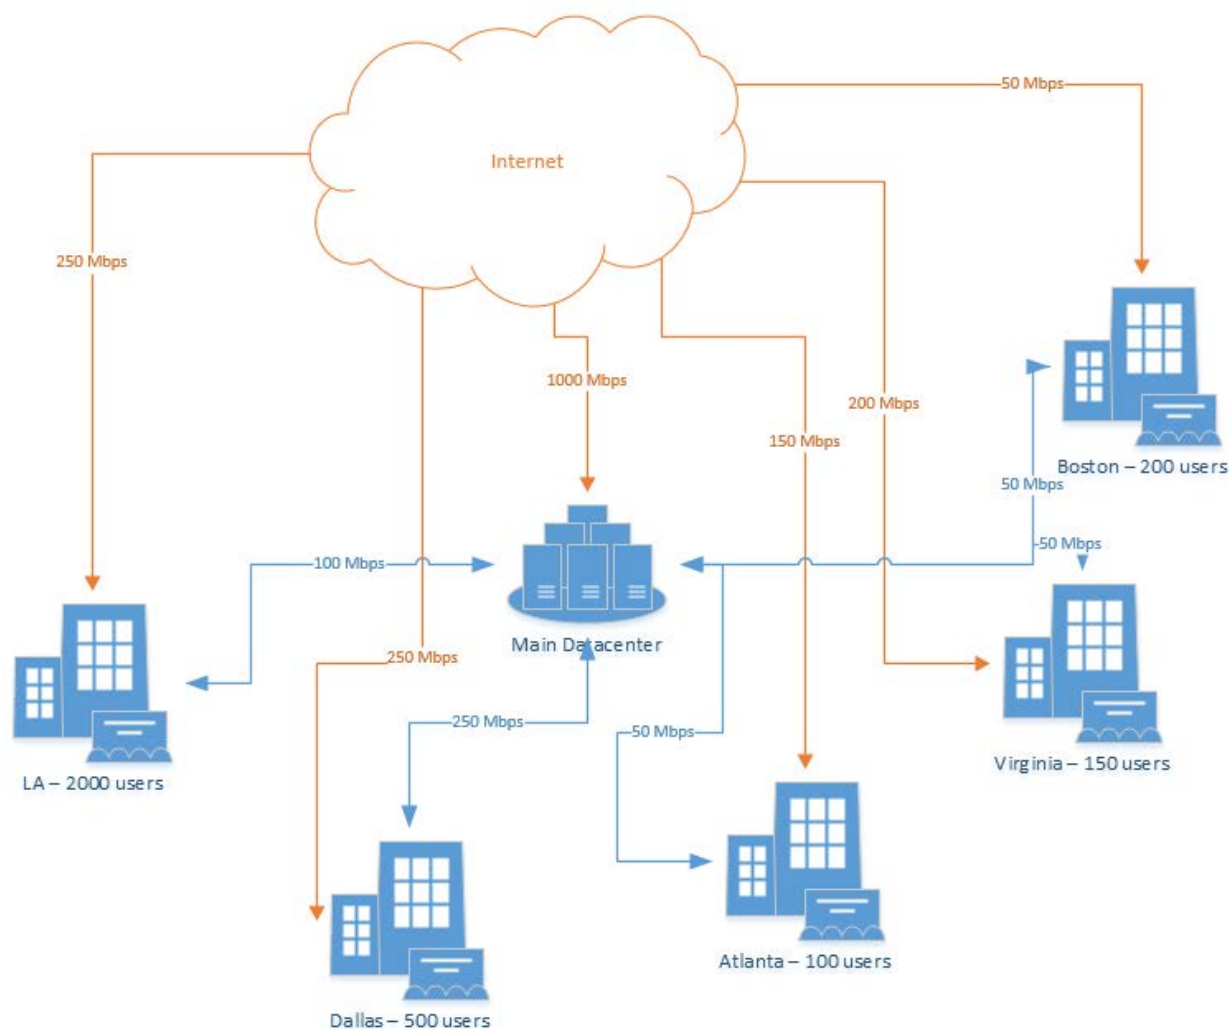 50 Mbps
Internet
250 Mbps
1000 Mbps
200 Mbps
150 Mbps
Boston – 200 users
50 Mbps
50 Mbps
100 Mbps
Main Datacenter
250 Mbps
250 Mbps
50 Mbps
Virginia – 150 users
LA – 2000 users
Atlanta – 100 users
Dallas – 500 users